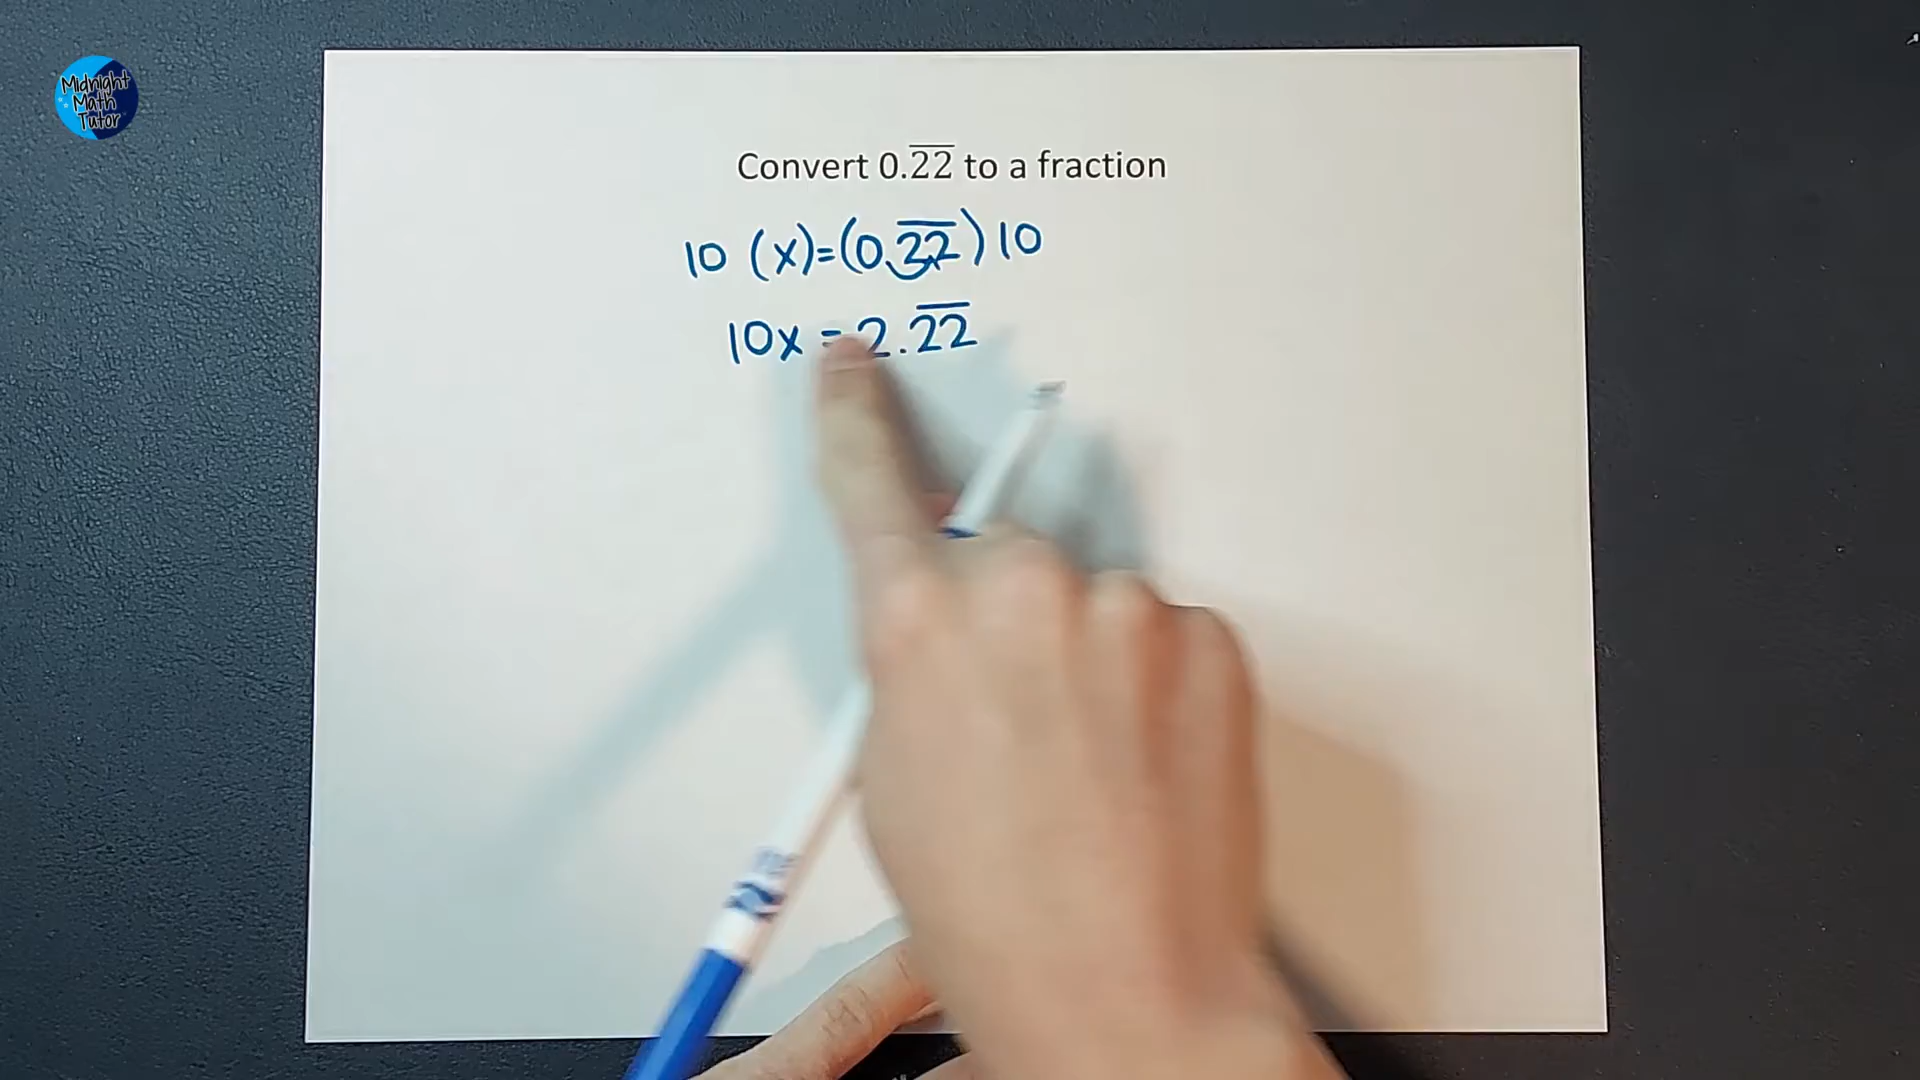 Midnight
Math
Tutor
Convert 0.2̅2̅ to a fraction
10 (x)=(0.2̅2̅)10
10x = 2.2̅2̅